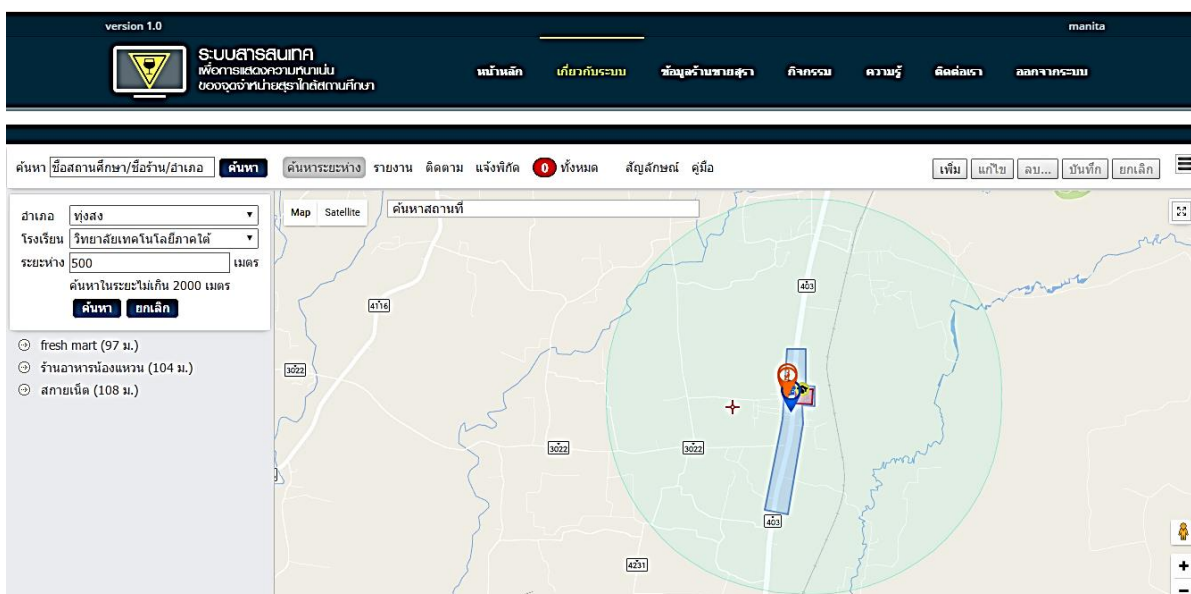 version 1.0
manita
ระบบสารสนเทศ
เพื่อการแสดงความหนาแน่น
ของจุดจำหน่ายสุราใกล้สถานศึกษา
หน้าหลัก เกี่ยวกับระบบ ข้อมูลร้านขายสุรา กิจกรรม ความรู้ ติดต่อเรา ออกจากระบบ
ค้นหา ชื่อสถานศึกษา/ชื่อร้าน/อำเภอ ค้นหา ค้นหาระยะห่าง รายงาน ติดตาม แจ้งพิกัด 0 ทั้งหมด สัญลักษณ์ คู่มือ เพิ่ม แก้ไข ลบ... บันทึก ยกเลิก
อำเภอ ทุ่งสง
โรงเรียน วิทยาลัยเทคโนโลยีภาคใต้
ระยะห่าง 500 เมตร
ค้นหาในระยะไม่เกิน 2000 เมตร
ค้นหา ยกเลิก
fresh mart (97 ม.)
ร้านอาหารน้องแหวน (104 ม.)
สกายเน็ต (108 ม.)
Map Satellite ค้นหาสถานที่
403
4116
3022
3022
3022
403
4231